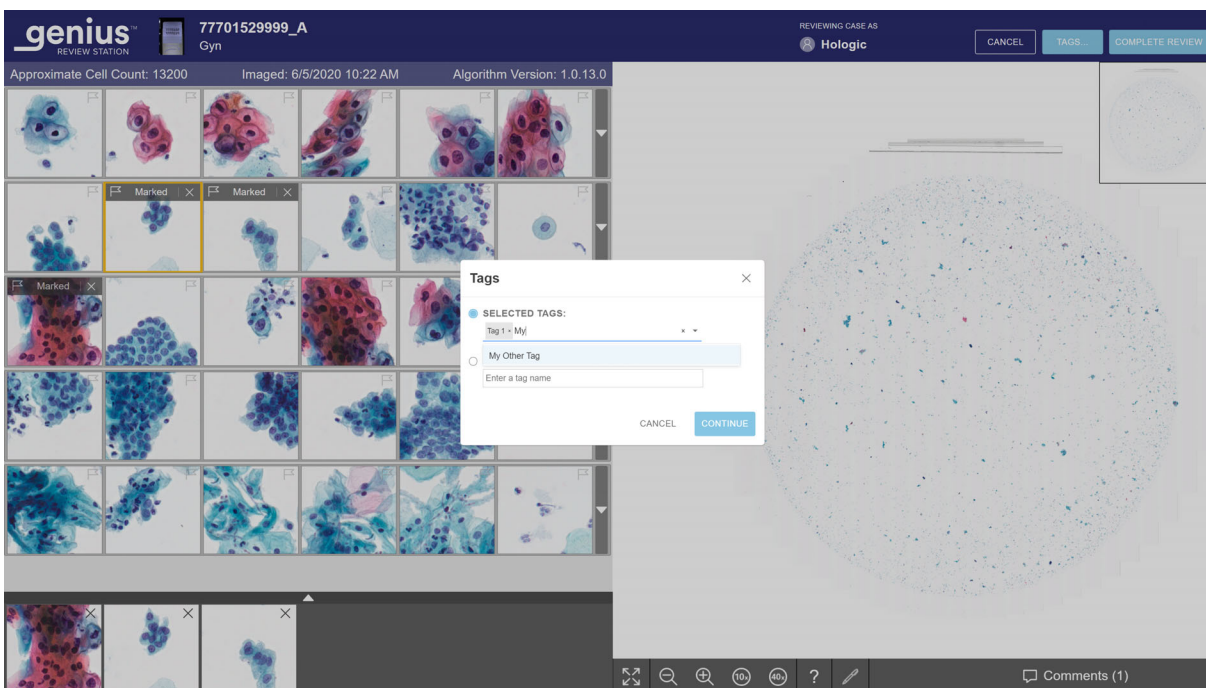 genius™
REVIEW STATION
77701529999_A
Gyn
REVIEWING CASE AS
Hologic
CANCEL
TAGS...
COMPLETE REVIEW
Approximate Cell Count: 13200
Imaged: 6/5/2020 10:22 AM
Algorithm Version: 1.0.13.0
Marked
Marked
Marked
Tags
SELECTED TAGS:
Tag 1 × My
My Other Tag
Enter a tag name
CANCEL
CONTINUE
10x
40x
?
Comments (1)